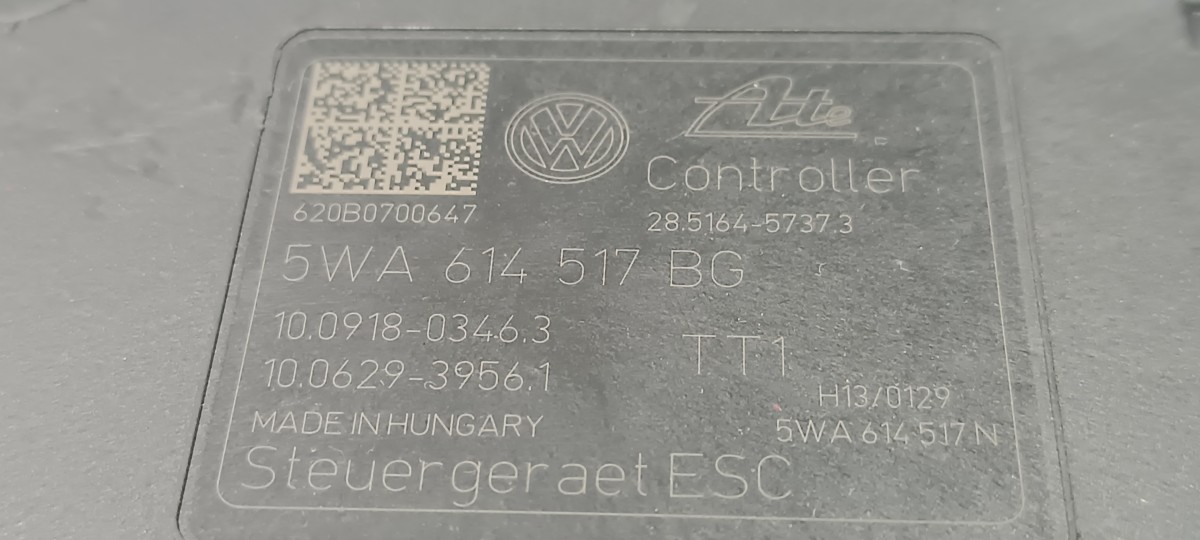 Ate
Controller
620B0700647
28.5164-5737.3
5WA 614 517 BG
10.0918-0346.3
10.0629-3956.1
TT1
H13/0129
MADE IN HUNGARY
5WA 614 517 N
Steuergeraet ESC